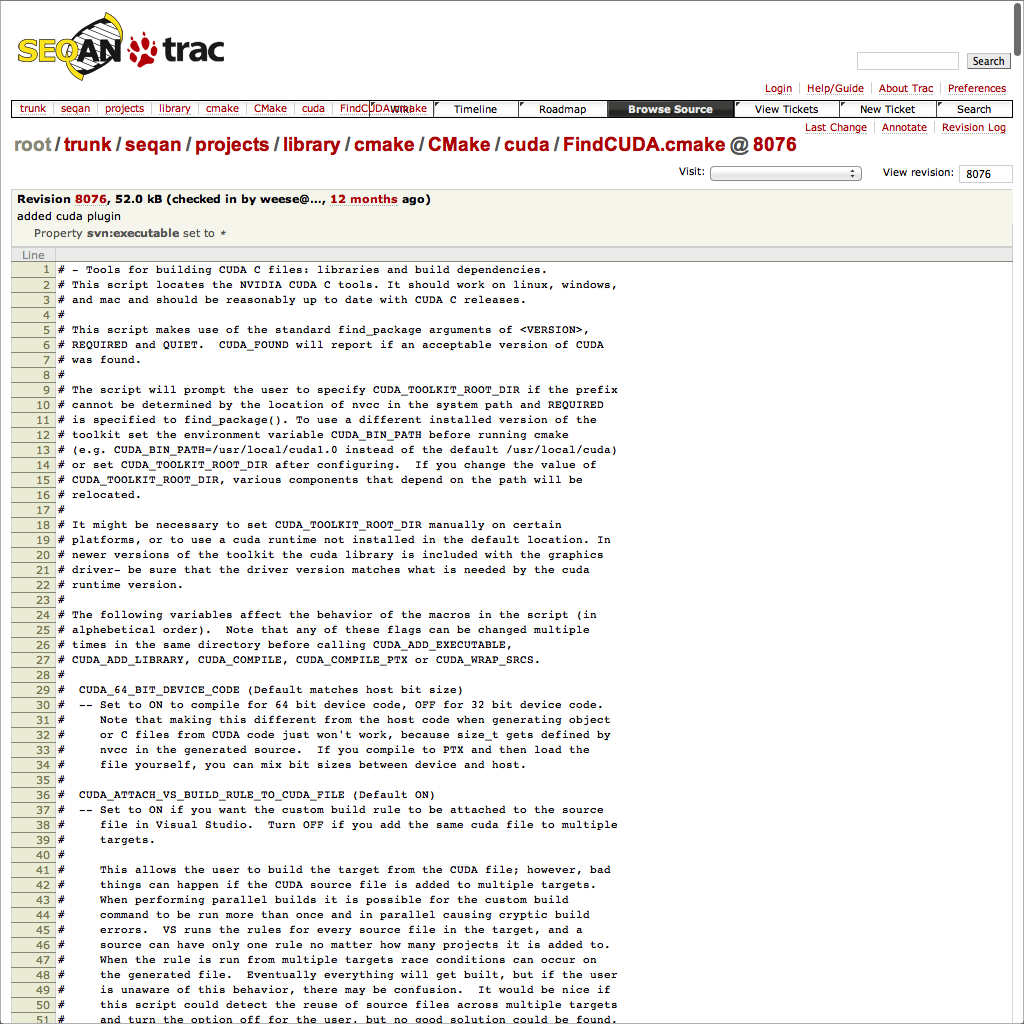 SEQAN trac
Search
Login Help/Guide About Trac Preferences
trunk seqan projects library cmake CMake cuda FindCUDA.cmake Wiki Timeline Roadmap Browse Source View Tickets New Ticket Search
Last Change Annotate Revision Log
root / trunk / seqan / projects / library / cmake / CMake / cuda / FindCUDA.cmake @ 8076
Visit: View revision: 8076
Revision 8076, 52.0 kB (checked in by weese@..., 12 months ago)
added cuda plugin
Property svn:executable set to *
Line
1 # - Tools for building CUDA C files: libraries and build dependencies.
2 # This script locates the NVIDIA CUDA C tools. It should work on linux, windows,
3 # and mac and should be reasonably up to date with CUDA C releases.
4 #
5 # This script makes use of the standard find_package arguments of <VERSION>,
6 # REQUIRED and QUIET.  CUDA_FOUND will report if an acceptable version of CUDA
7 # was found.
8 #
9 # The script will prompt the user to specify CUDA_TOOLKIT_ROOT_DIR if the prefix
10 # cannot be determined by the location of nvcc in the system path and REQUIRED
11 # is specified to find_package(). To use a different installed version of the
12 # toolkit set the environment variable CUDA_BIN_PATH before running cmake
13 # (e.g. CUDA_BIN_PATH=/usr/local/cuda1.0 instead of the default /usr/local/cuda)
14 # or set CUDA_TOOLKIT_ROOT_DIR after configuring.  If you change the value of
15 # CUDA_TOOLKIT_ROOT_DIR, various components that depend on the path will be
16 # relocated.
17 #
18 # It might be necessary to set CUDA_TOOLKIT_ROOT_DIR manually on certain
19 # platforms, or to use a cuda runtime not installed in the default location. In
20 # newer versions of the toolkit the cuda library is included with the graphics
21 # driver- be sure that the driver version matches what is needed by the cuda
22 # runtime version.
23 #
24 # The following variables affect the behavior of the macros in the script (in
25 # alphebetical order).  Note that any of these flags can be changed multiple
26 # times in the same directory before calling CUDA_ADD_EXECUTABLE,
27 # CUDA_ADD_LIBRARY, CUDA_COMPILE, CUDA_COMPILE_PTX or CUDA_WRAP_SRCS.
28 #
29 #  CUDA_64_BIT_DEVICE_CODE (Default matches host bit size)
30 #  -- Set to ON to compile for 64 bit device code, OFF for 32 bit device code.
31 #     Note that making this different from the host code when generating object
32 #     or C files from CUDA code just won't work, because size_t gets defined by
33 #     nvcc in the generated source.  If you compile to PTX and then load the
34 #     file yourself, you can mix bit sizes between device and host.
35 #
36 #  CUDA_ATTACH_VS_BUILD_RULE_TO_CUDA_FILE (Default ON)
37 #  -- Set to ON if you want the custom build rule to be attached to the source
38 #     file in Visual Studio.  Turn OFF if you add the same cuda file to multiple
39 #     targets.
40 #
41 #     This allows the user to build the target from the CUDA file; however, bad
42 #     things can happen if the CUDA source file is added to multiple targets.
43 #     When performing parallel builds it is possible for the custom build
44 #     command to be run more than once and in parallel causing cryptic build
45 #     errors.  VS runs the rules for every source file in the target, and a
46 #     source can have only one rule no matter how many projects it is added to.
47 #     When the rule is run from multiple targets race conditions can occur on
48 #     the generated file.  Eventually everything will get built, but if the user
49 #     is unaware of this behavior, there may be confusion.  It would be nice if
50 #     this script could detect the reuse of source files across multiple targets
51 #     and turn the option off for the user, but no good solution could be found.